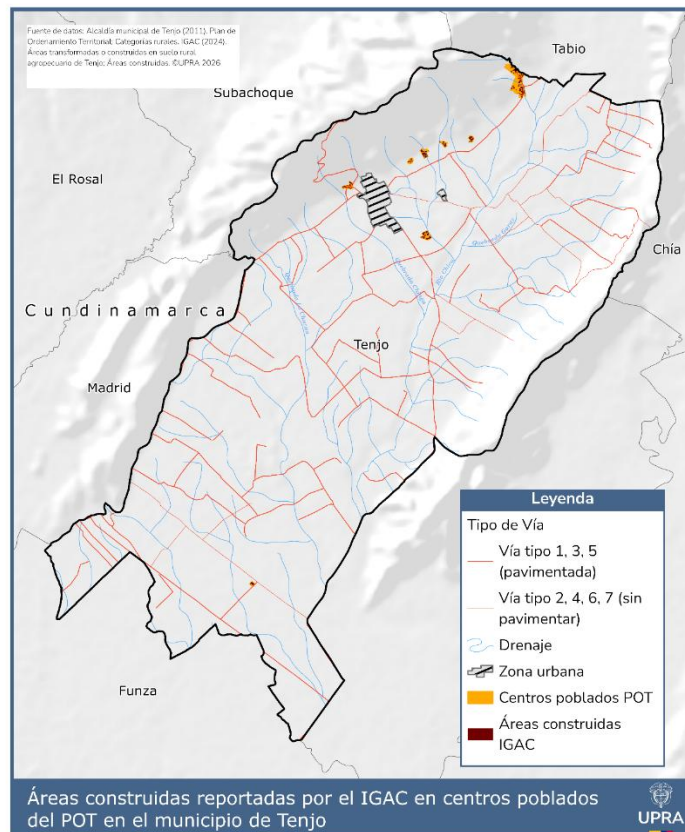 Fuente de datos: Alcaldía municipal de Tenjo (2011). Plan de
Ordenamiento Territorial: Categorías rurales. IGAC (2024).
Áreas transformadas o construidas en suelo rural
agropecuario de Tenjo: Áreas construidas. ©UPRA 2026
Tabio
Subachoque
El Rosal
Chía
Cundinamarca
Tenjo
Madrid
Funza
Río Chicú
Leyenda
Tipo de Vía
Vía tipo 1, 3, 5
(pavimentada)
Vía tipo 2, 4, 6, 7 (sin
pavimentar)
Drenaje
Zona urbana
Centros poblados POT
Áreas construidas
IGAC
Áreas construidas reportadas por el IGAC en centros poblados
del POT en el municipio de Tenjo
UPRA